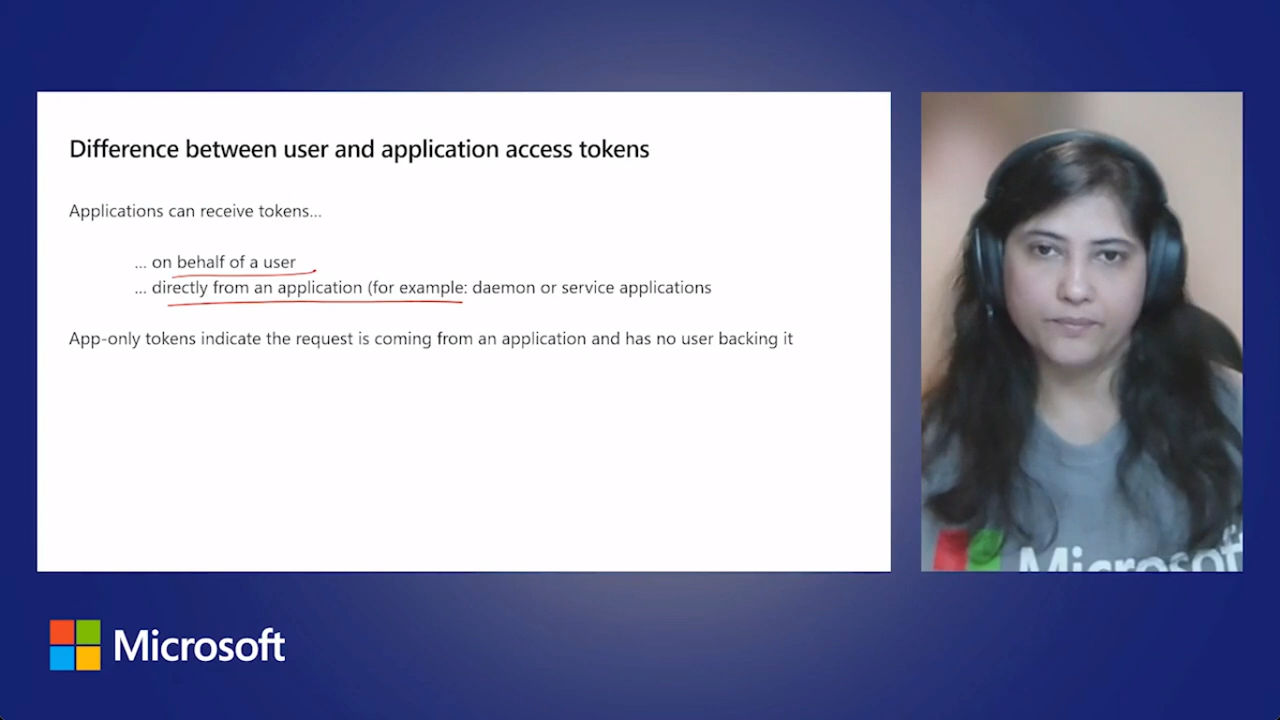 Difference between user and application access tokens
Applications can receive tokens...
... on behalf of a user
... directly from an application (for example: daemon or service applications
App-only tokens indicate the request is coming from an application and has no user backing it
Microsoft
Microsoft